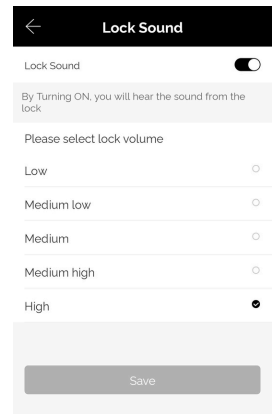 Lock Sound
Lock Sound
By Turning ON, you will hear the sound from the
lock
Please select lock volume
Low
Medium low
Medium
Medium high
High
Save